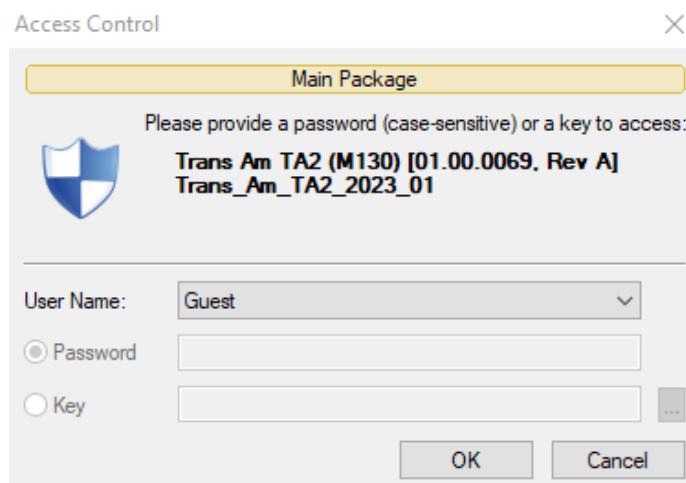 Access Control
Main Package
Please provide a password (case-sensitive) or a key to access:
Trans Am TA2 (M130) [01.00.0069, Rev A]
Trans_Am_TA2_2023_01
User Name:
Guest
Password
Key
...
OK
Cancel